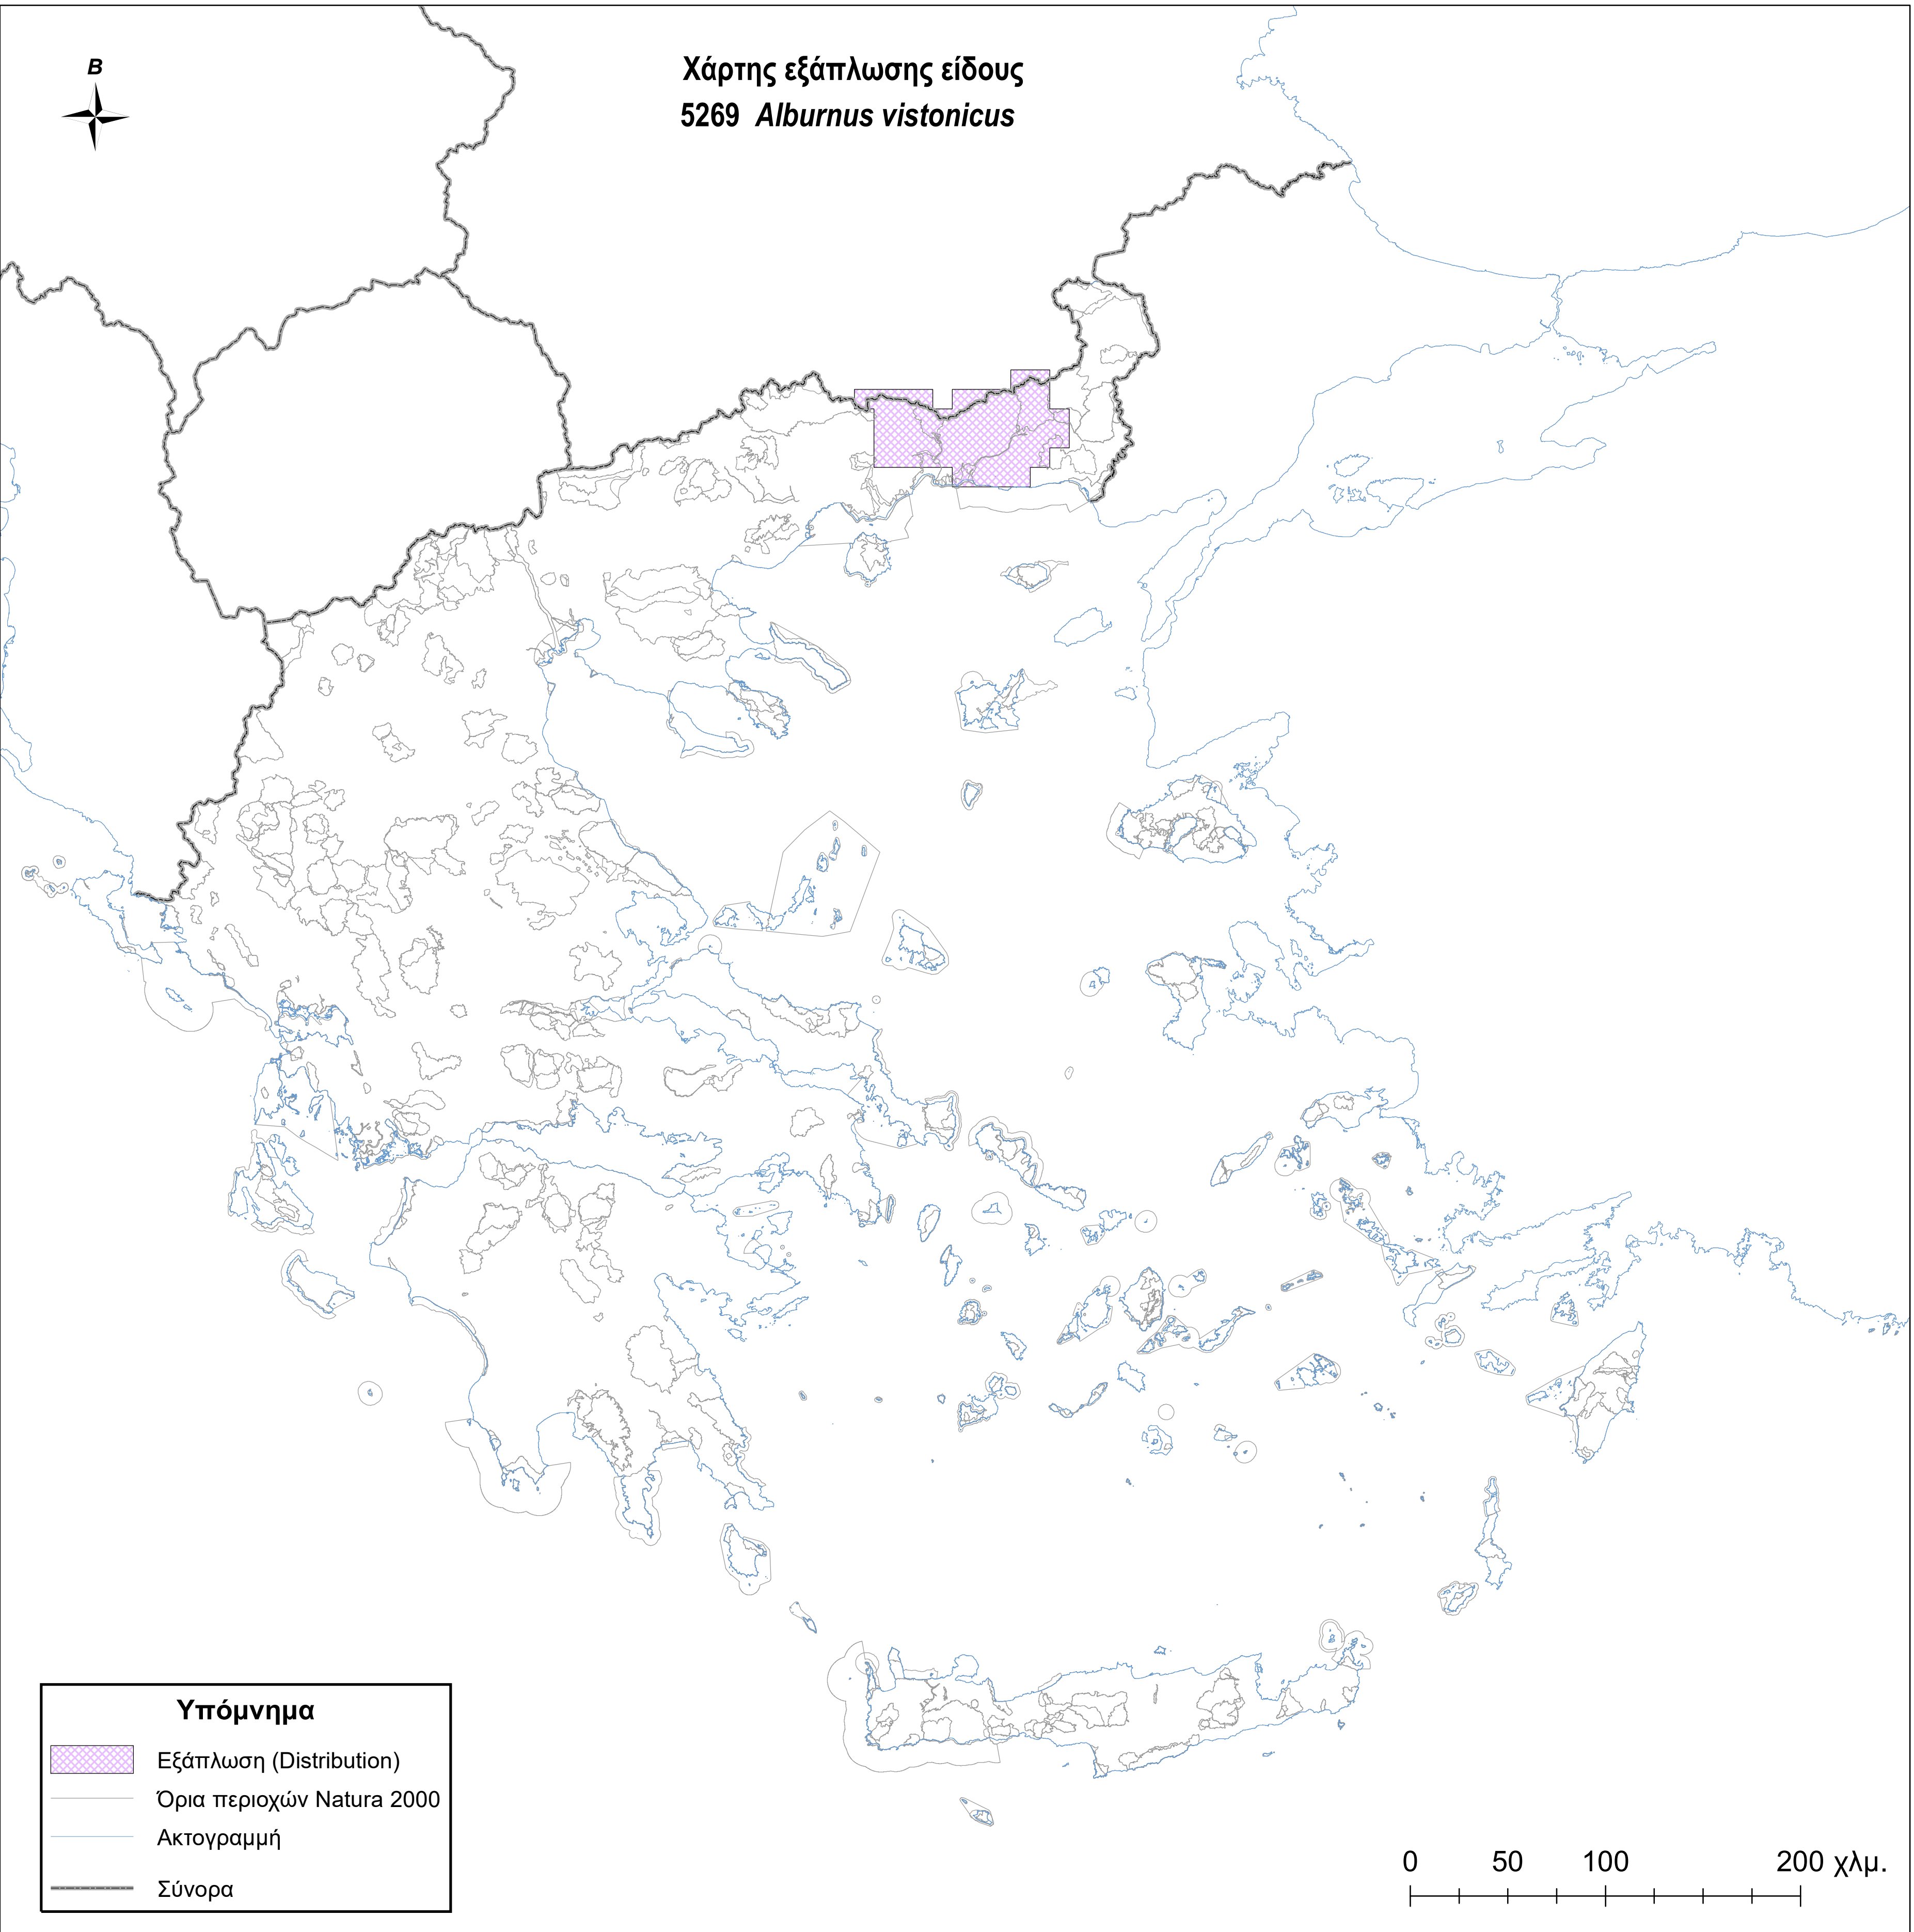 B
Χάρτης εξάπλωσης είδους
5269 Alburnus vistonicus
Υπόμνημα
Εξάπλωση (Distribution)
Όρια περιοχών Natura 2000
Ακτογραμμή
Σύνορα
0 50 100 200 χλμ.